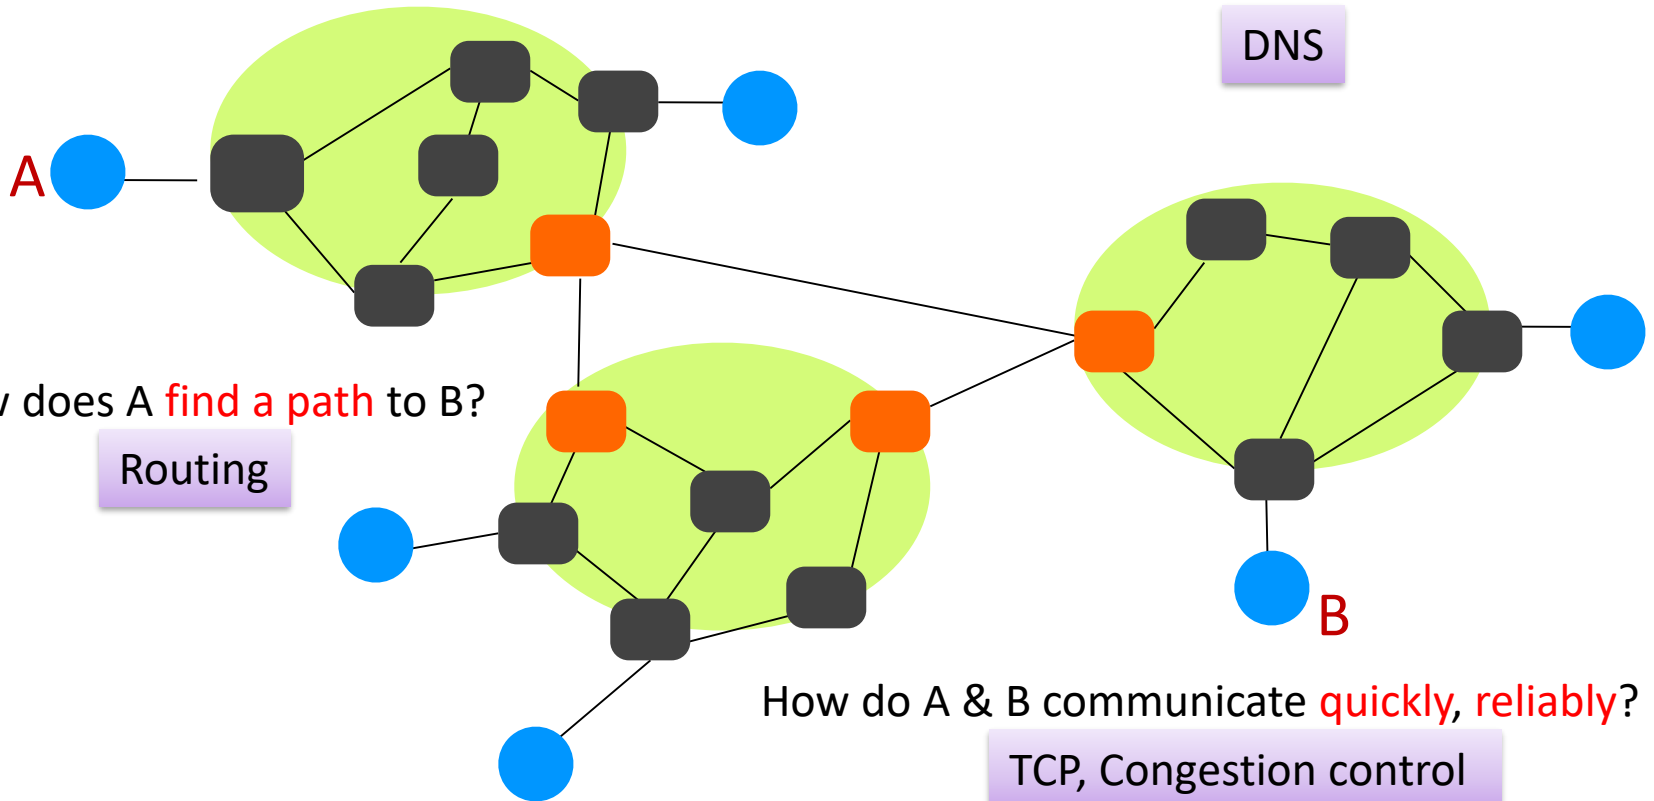 DNS
A
does A find a path to B?
Routing
B
How do A & B communicate quickly, reliably?
TCP, Congestion control